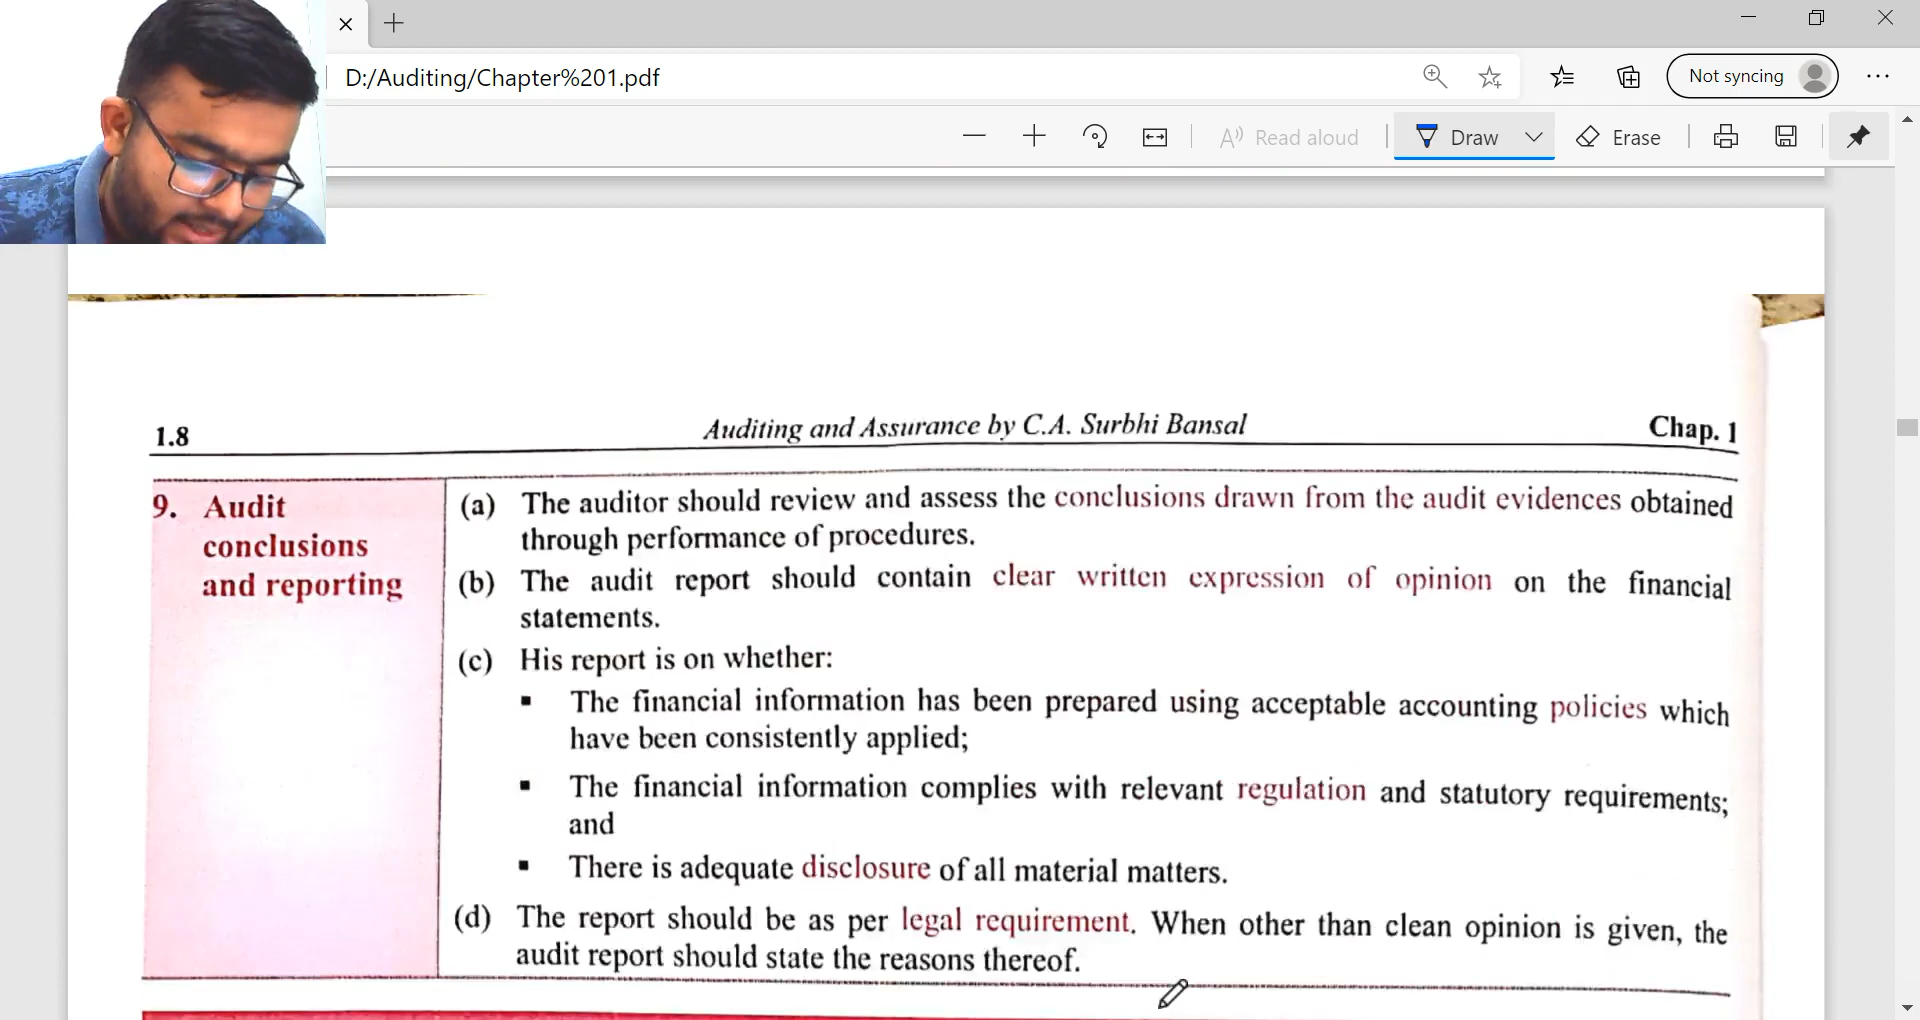 D:/Auditing/Chapter%201.pdf
Not syncing
Read aloud
Draw
Erase
1.8
Auditing and Assurance by C.A. Surbhi Bansal
Chap. 1
9. Audit
conclusions
and reporting
(a) The auditor should review and assess the conclusions drawn from the audit evidences obtained
through performance of procedures.
(b) The audit report should contain clear written expression of opinion on the financial
statements.
(c) His report is on whether:
▪ The financial information has been prepared using acceptable accounting policies which
have been consistently applied;
▪ The financial information complies with relevant regulation and statutory requirements;
and
▪ There is adequate disclosure of all material matters.
(d) The report should be as per legal requirement. When other than clean opinion is given, the
audit report should state the reasons thereof.